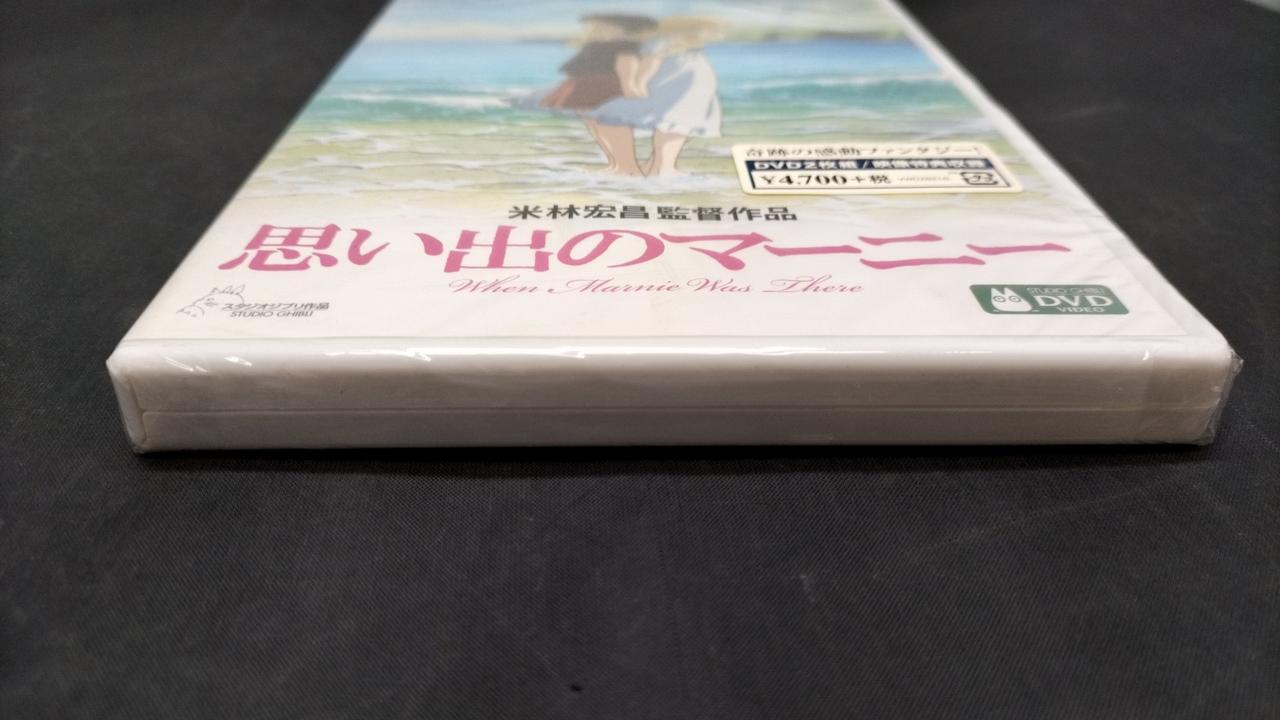 奇跡の感動ファンタジー!
DVD2枚組/映像特典収録
¥4,700+税
米林宏昌監督作品
思い出のマーニー
When Marnie Was There
スタジオジブリ作品
STUDIO GHIBLI
STUDIO GHIBLI
DVD
VIDEO